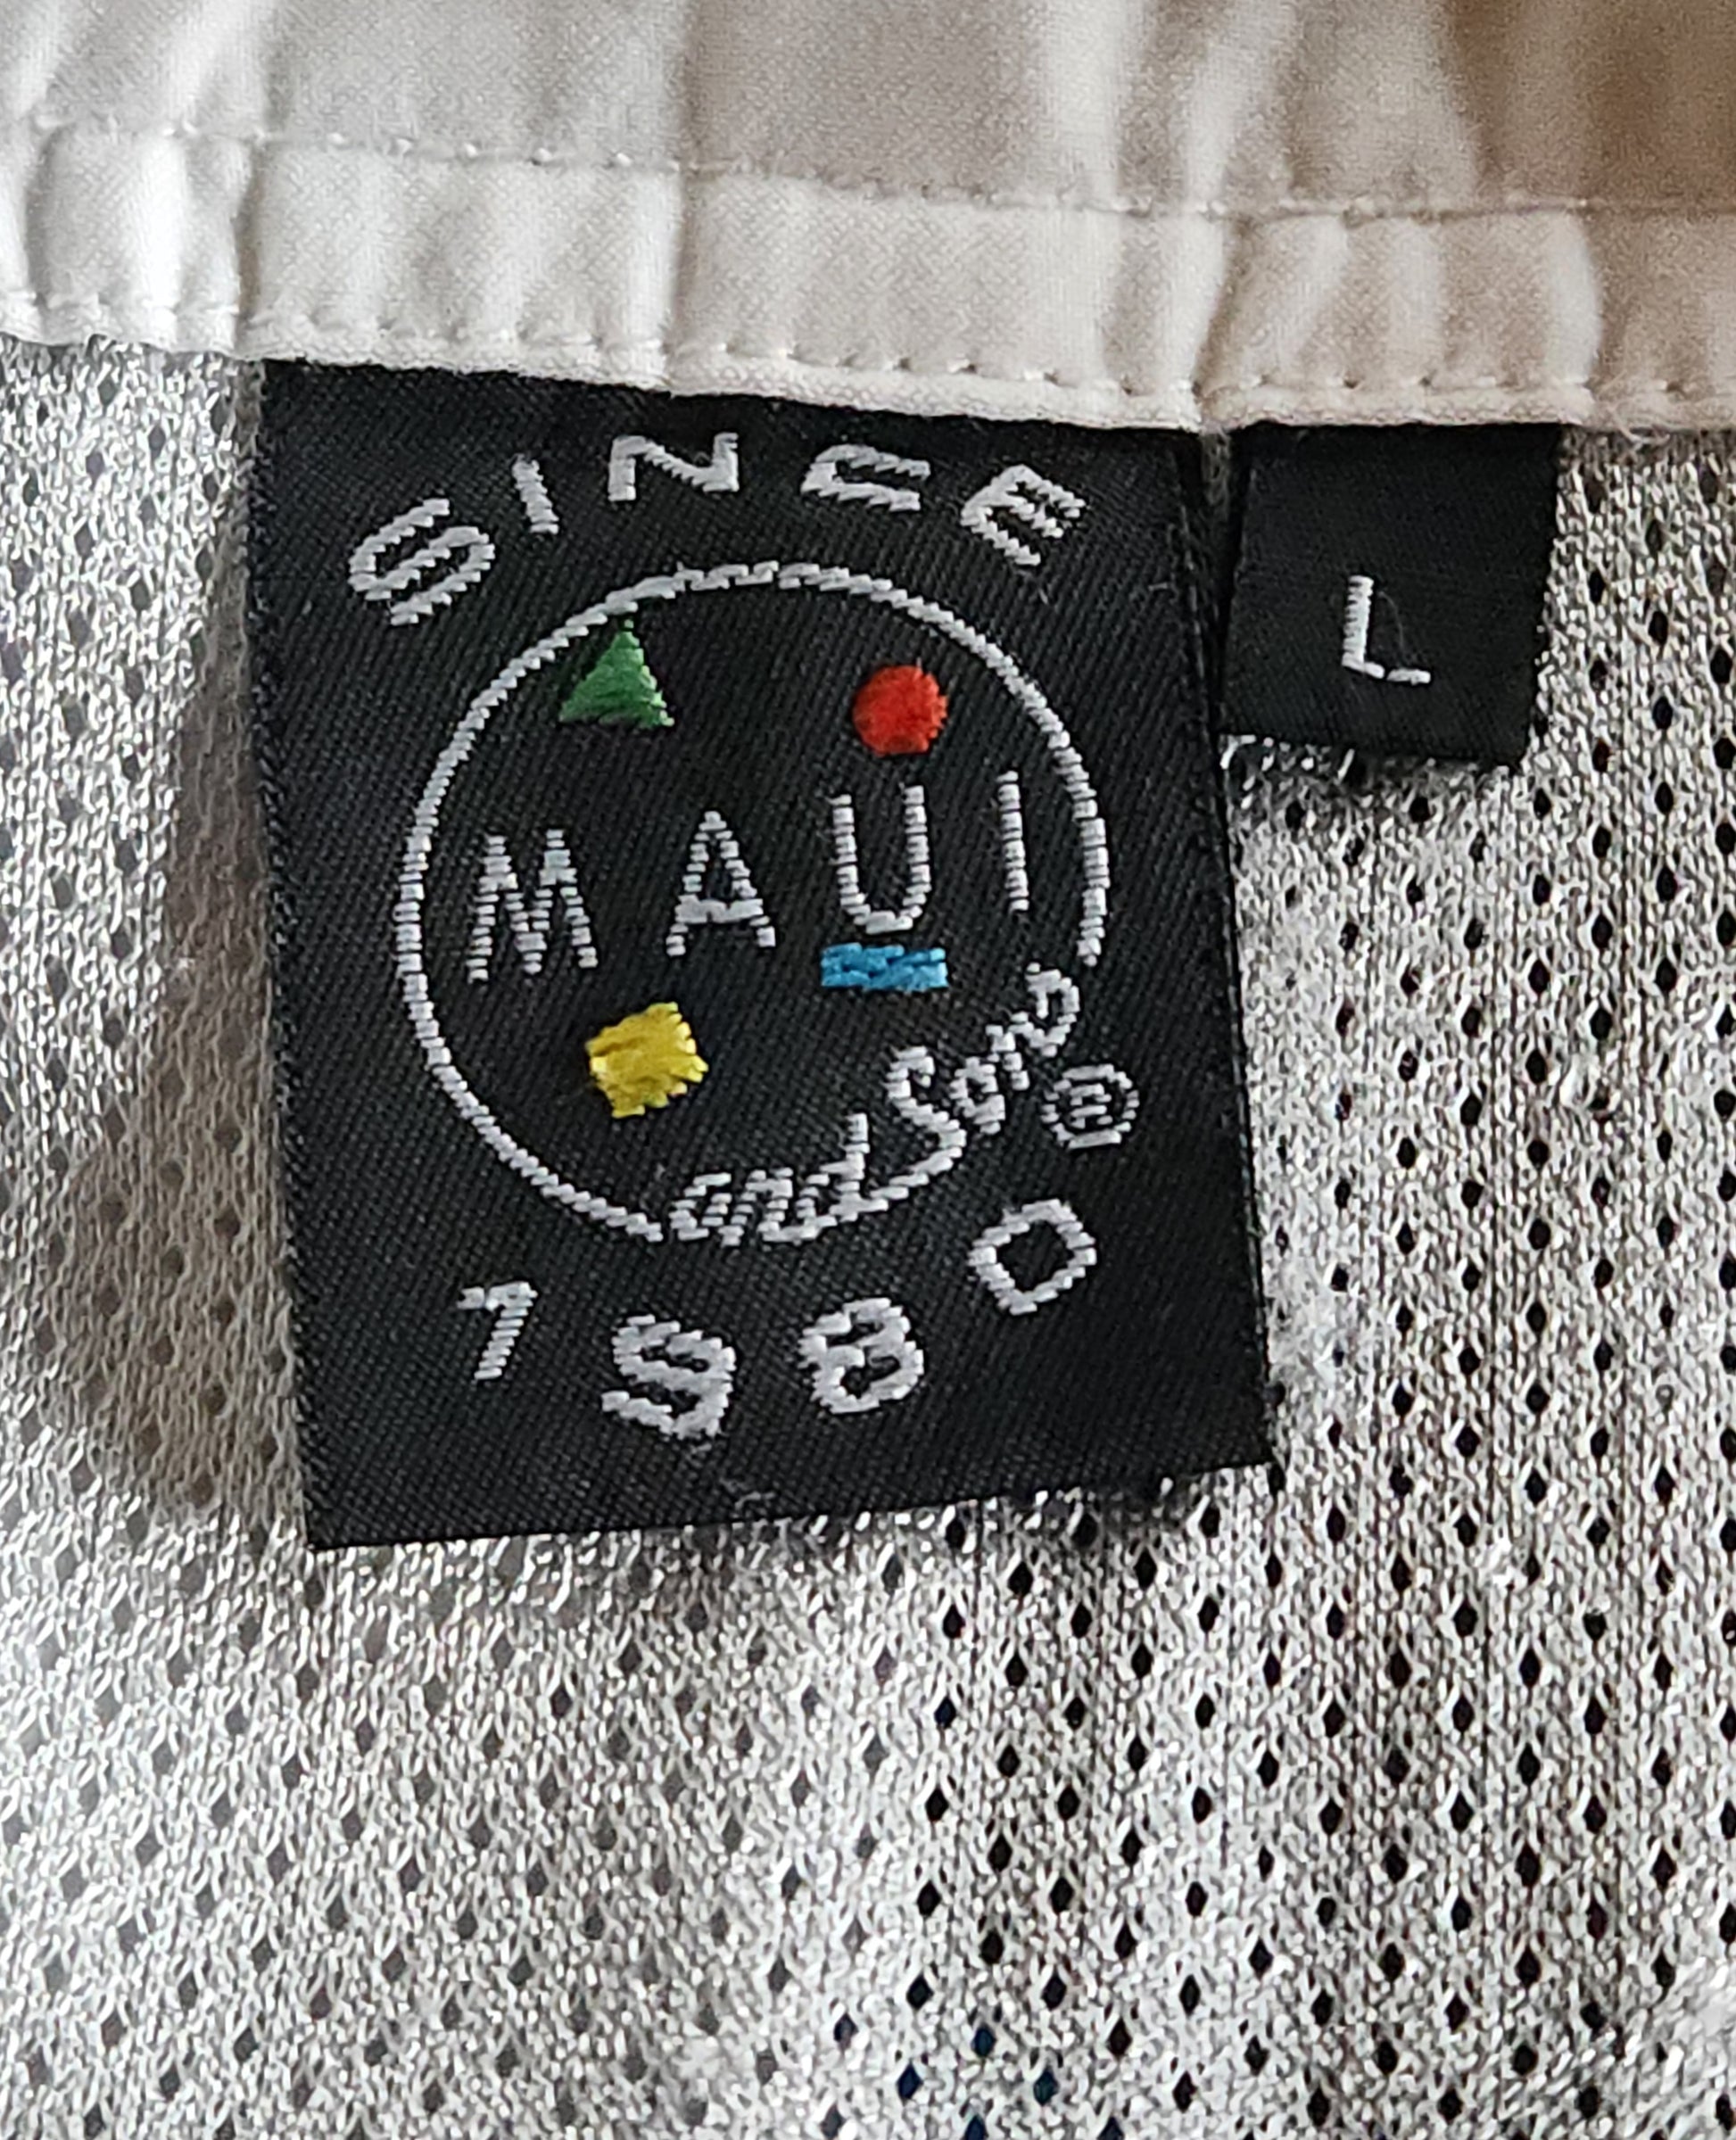 SINCE
MAUI
and Sons®
1980
L